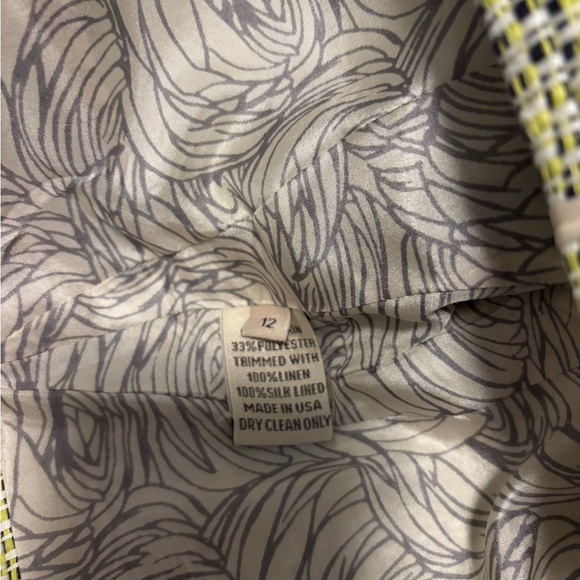 12
33%POLYESTER
TRIMMED WITH
100%LINEN
100%SILK LINED
MADE IN USA
DRY CLEAN ONLY